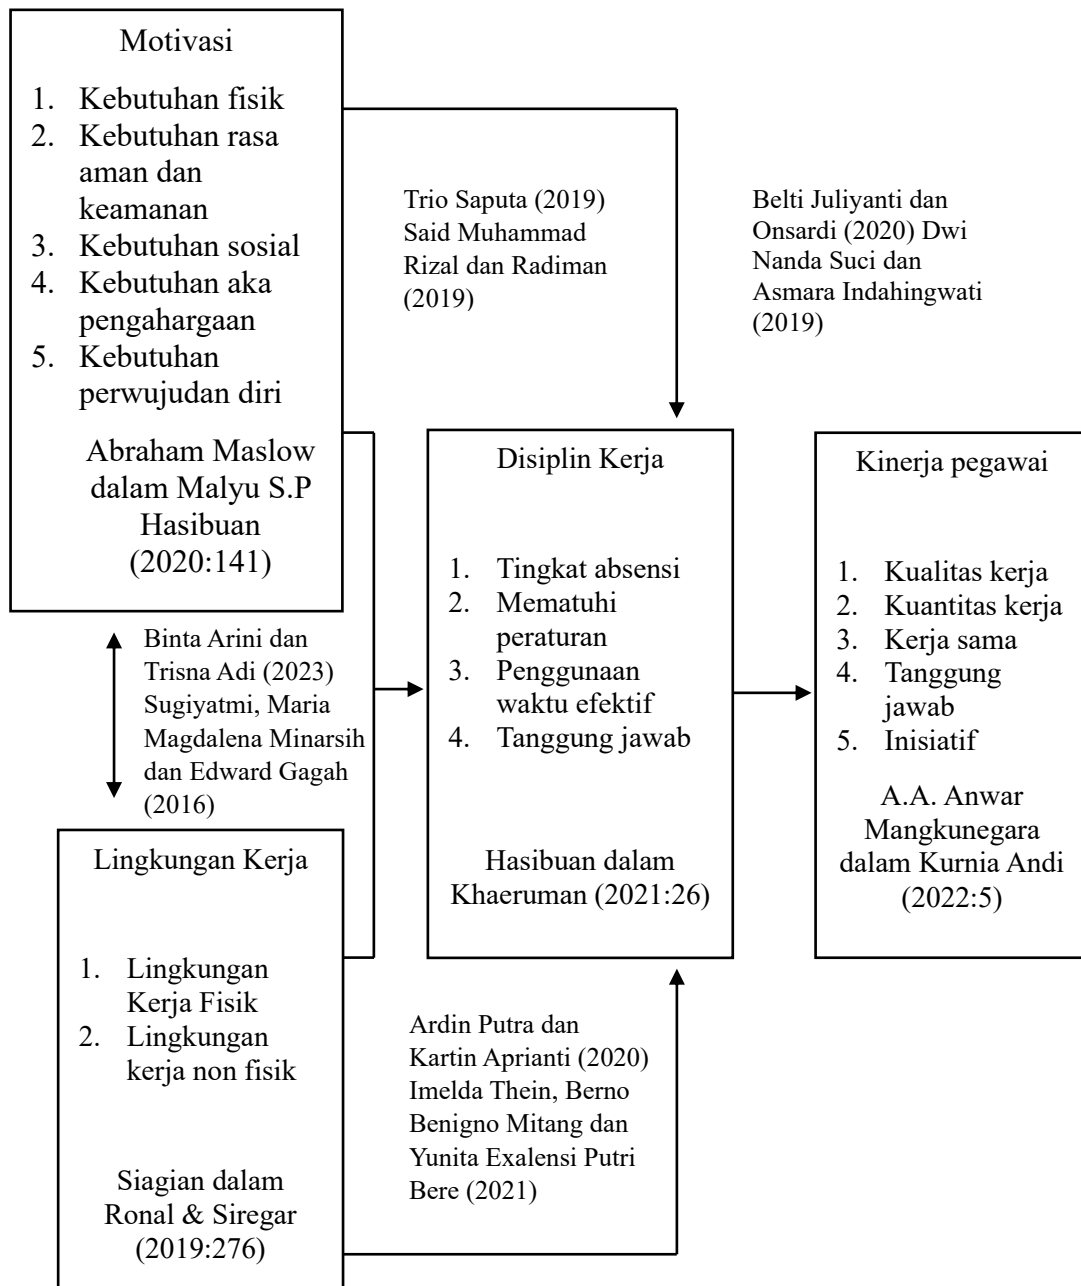 Motivasi
1. Kebutuhan fisik
2. Kebutuhan rasa
aman dan
keamanan
3. Kebutuhan sosial
4. Kebutuhan aka
pengahargaan
5. Kebutuhan
perwujudan diri
Abraham Maslow
dalam Malyu S.P
Hasibuan
(2020:141)
Trio Saputa (2019)
Said Muhammad
Rizal dan Radiman
(2019)
Belti Juliyanti dan
Onsardi (2020) Dwi
Nanda Suci dan
Asmara Indahingwati
(2019)
Binta Arini dan
Trisna Adi (2023)
Sugiyatmi, Maria
Magdalena Minarsih
dan Edward Gagah
(2016)
Disiplin Kerja
1. Tingkat absensi
2. Mematuhi
peraturan
3. Penggunaan
waktu efektif
4. Tanggung jawab
Hasibuan dalam
Khaeruman (2021:26)
Kinerja pegawai
1. Kualitas kerja
2. Kuantitas kerja
3. Kerja sama
4. Tanggung
jawab
5. Inisiatif
A.A. Anwar
Mangkunegara
dalam Kurnia Andi
(2022:5)
Lingkungan Kerja
1. Lingkungan
Kerja Fisik
2. Lingkungan
kerja non fisik
Siagian dalam
Ronal & Siregar
(2019:276)
Ardin Putra dan
Kartin Aprianti (2020)
Imelda Thein, Berno
Benigno Mitang dan
Yunita Exalensi Putri
Bere (2021)